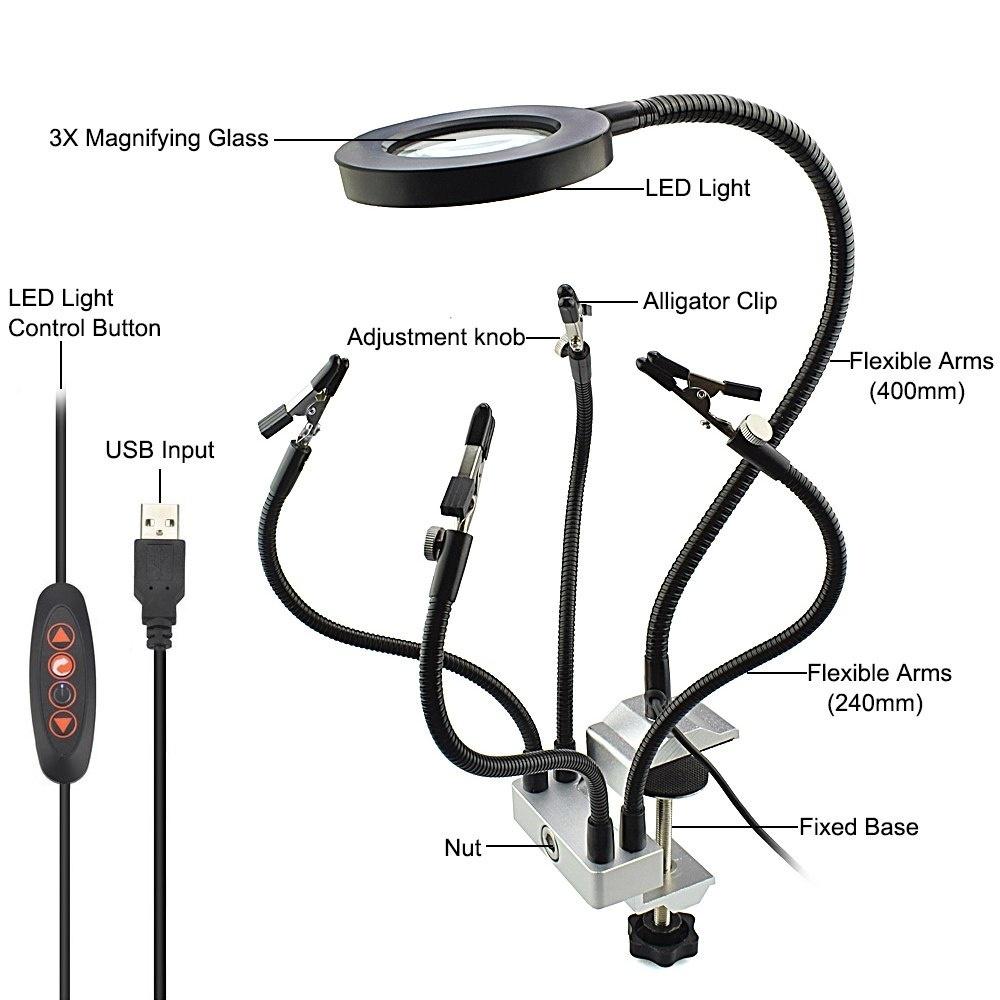 3X Magnifying Glass
LED Light
LED Light
Control Button
Alligator Clip
Adjustment knob
Flexible Arms
(400mm)
USB Input
Flexible Arms
(240mm)
Fixed Base
Nut